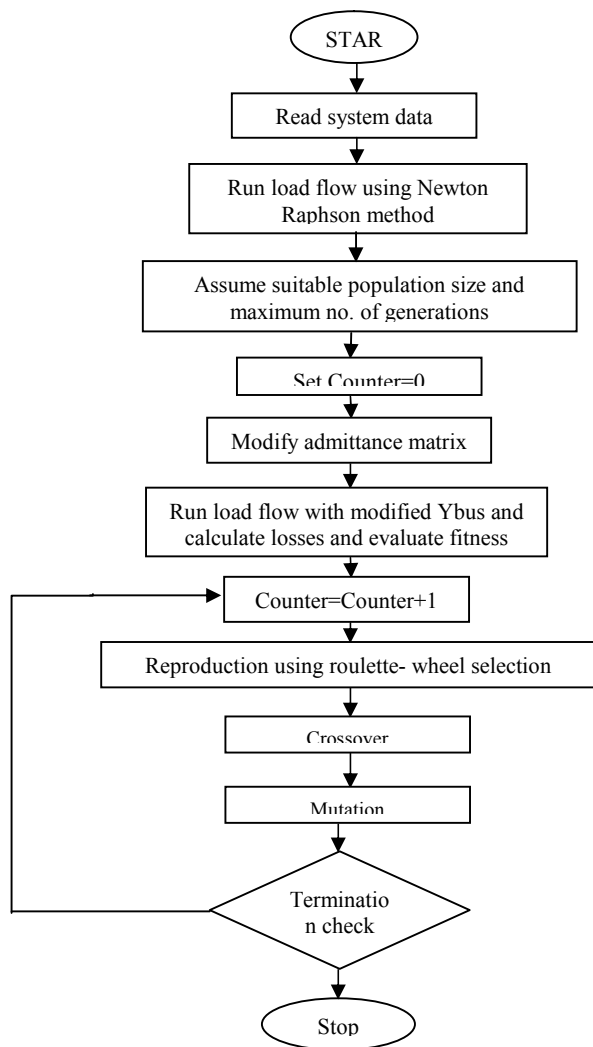 STAR
Read system data
Run load flow using Newton
Raphson method
Assume suitable population size and
maximum no. of generations
Set Counter=0
Modify admittance matrix
Run load flow with modified Ybus and
calculate losses and evaluate fitness
Counter=Counter+1
Reproduction using roulette- wheel selection
Crossover
Mutation
Terminatio
n check
Stop